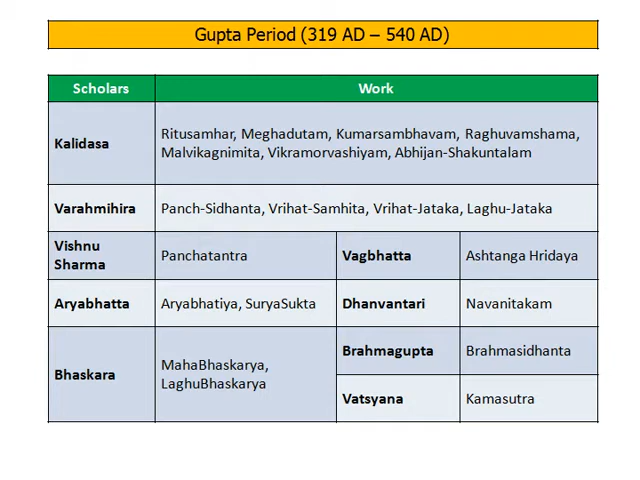 Gupta Period (319 AD – 540 AD)
Scholars Work
Kalidasa
Ritusamhar, Meghadutam, Kumarsambhavam, Raghuvamshama,
Malvikagnimita, Vikramorvashiyam, Abhijan-Shakuntalam
Varahmihira Panch-Sidhanta, Vrihat-Samhita, Vrihat-Jataka, Laghu-Jataka
Vishnu
Sharma
Panchatantra Vagbhatta Ashtanga Hridaya
Aryabhatta Aryabhatiya, SuryaSukta Dhanvantari Navanitakam
Bhaskara
MahaBhaskarya,
LaghuBhaskarya
Brahmagupta Brahmasidhanta
Vatsyana Kamasutra